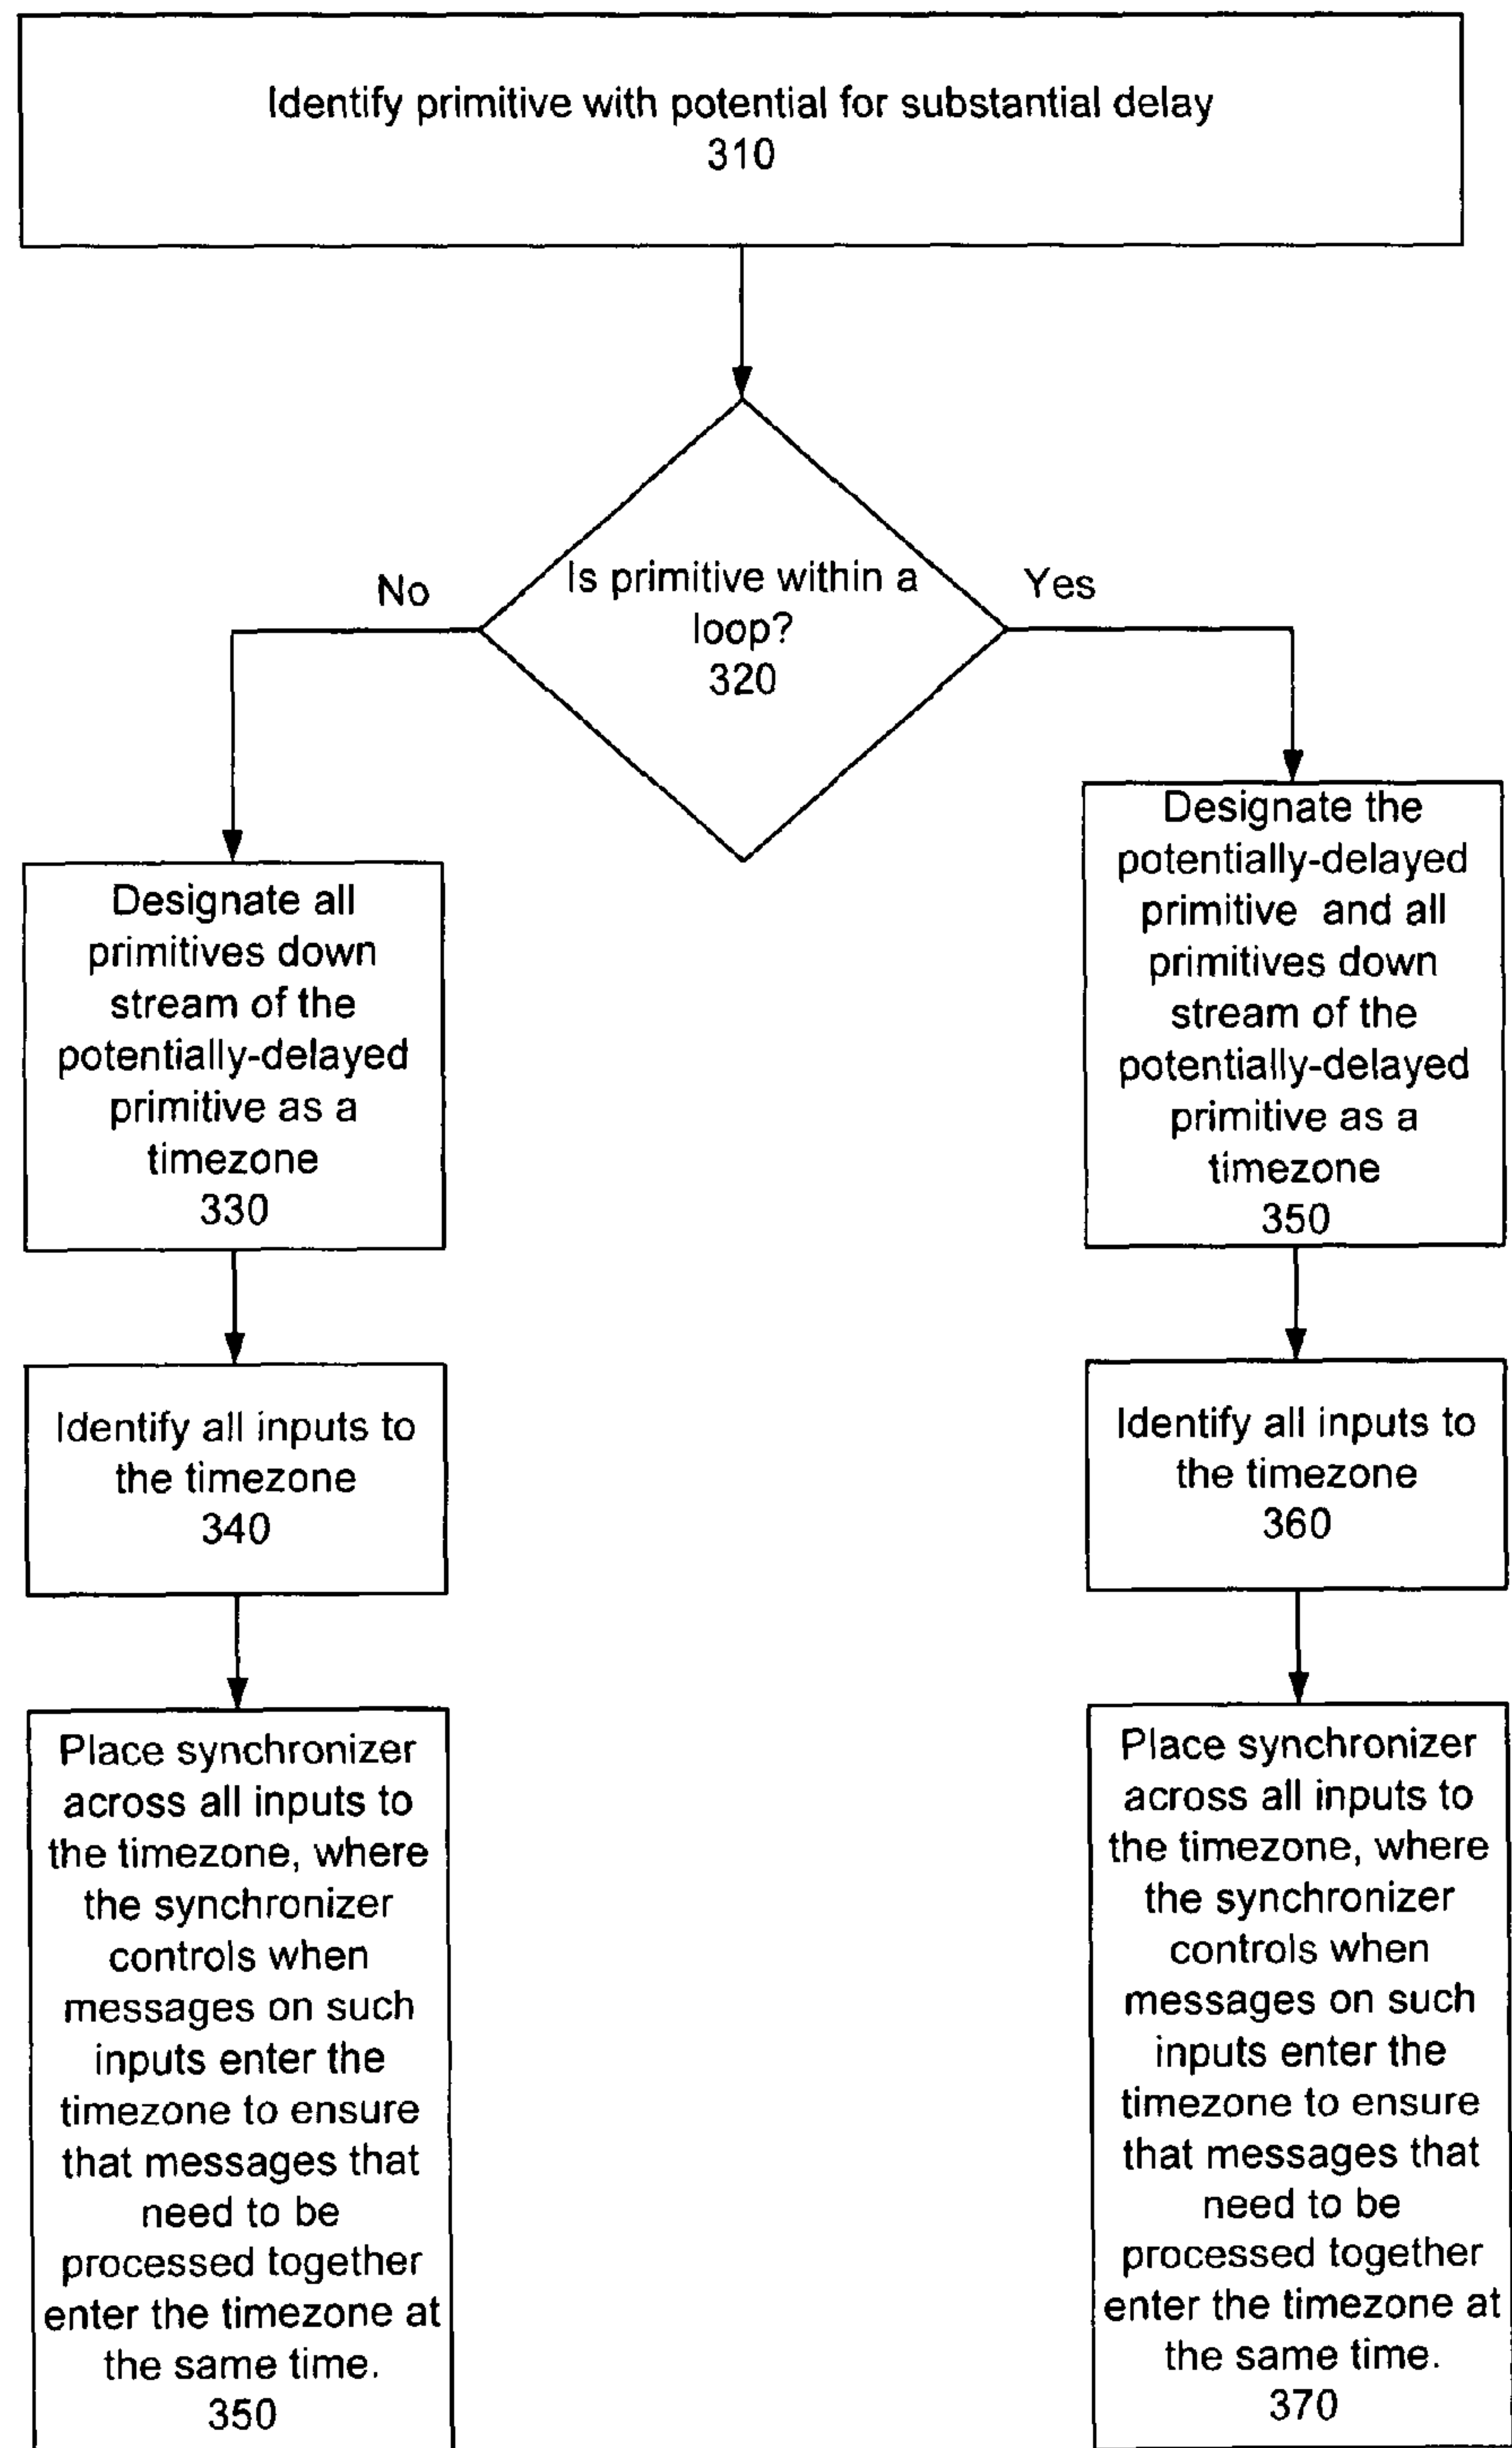 Identify primitive with potential for substantial delay
310
Is primitive within a
loop?
320
No
Yes
Designate all
primitives down
stream of the
potentially-delayed
primitive as a
timezone
330
Identify all inputs to
the timezone
340
Place synchronizer
across all inputs to
the timezone, where
the synchronizer
controls when
messages on such
inputs enter the
timezone to ensure
that messages that
need to be
processed together
enter the timezone at
the same time.
350
Designate the
potentially-delayed
primitive and all
primitives down
stream of the
potentially-delayed
primitive as a
timezone
350
Identify all inputs to
the timezone
360
Place synchronizer
across all inputs to
the timezone, where
the synchronizer
controls when
messages on such
inputs enter the
timezone to ensure
that messages that
need to be
processed together
enter the timezone at
the same time.
370